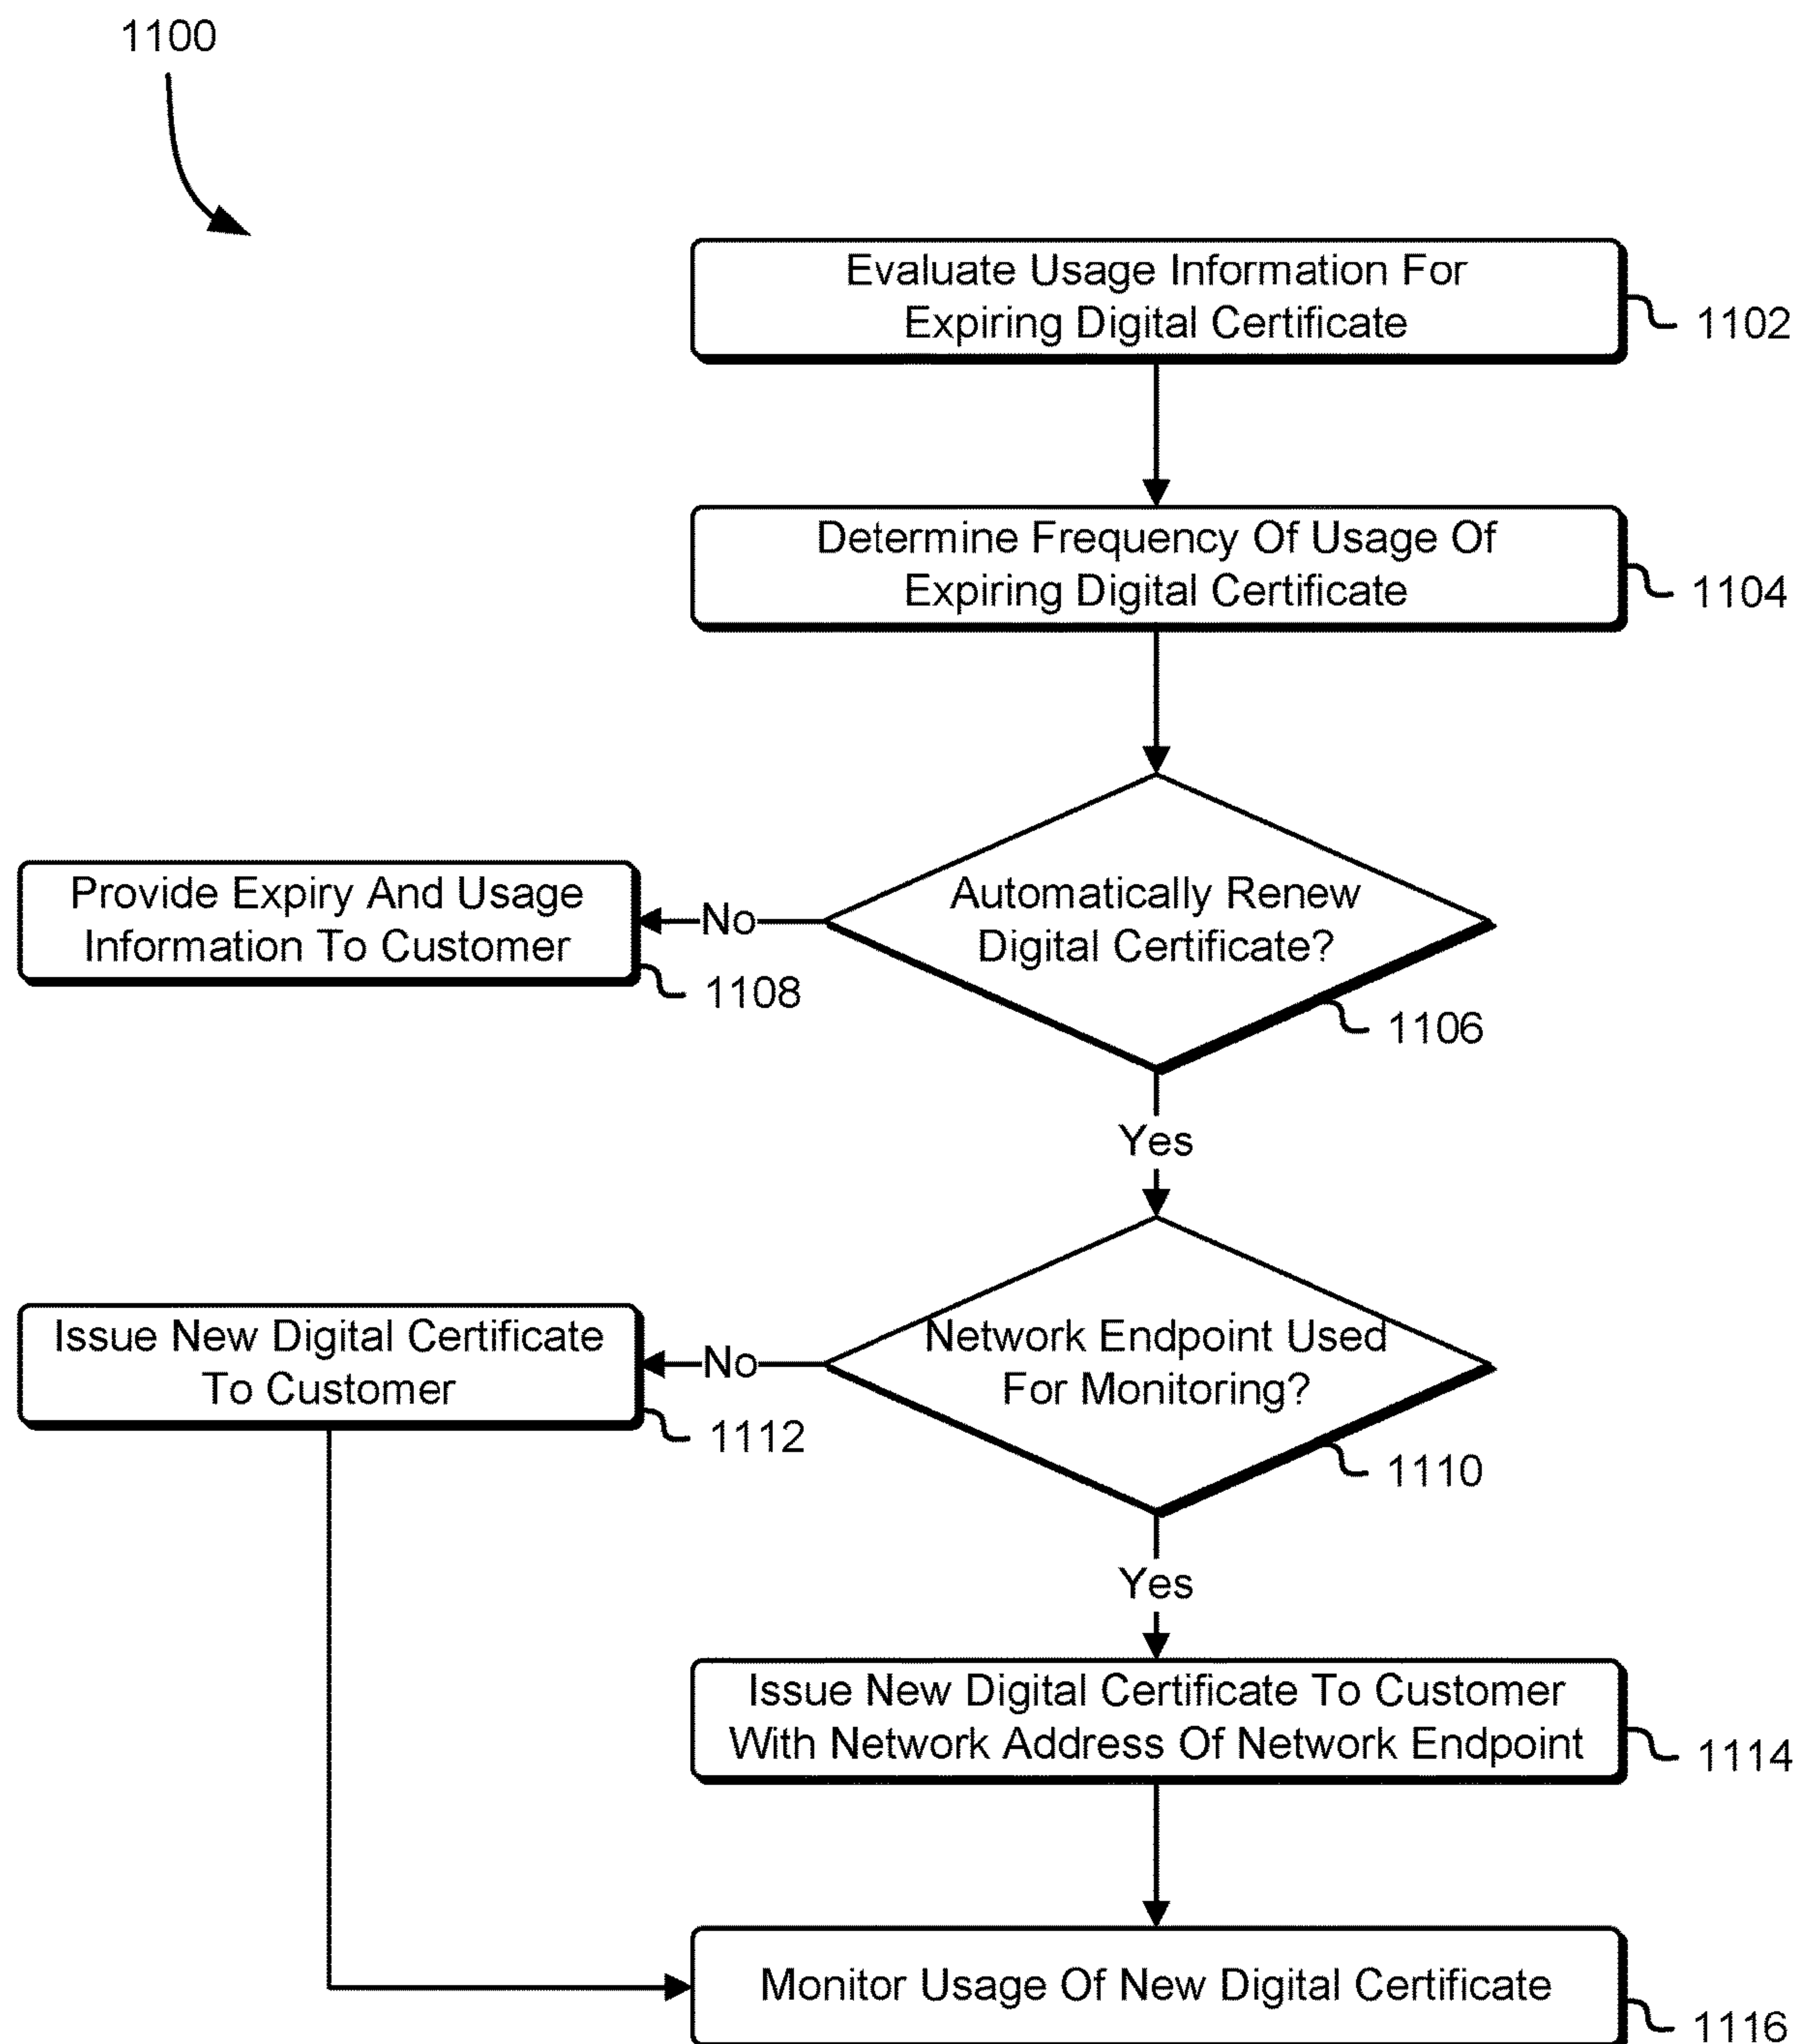 1100
Evaluate Usage Information For
Expiring Digital Certificate
1102
Determine Frequency Of Usage Of
Expiring Digital Certificate
1104
Automatically Renew
Digital Certificate?
1106
No
Provide Expiry And Usage
Information To Customer
1108
Yes
Network Endpoint Used
For Monitoring?
1110
No
Issue New Digital Certificate
To Customer
1112
Yes
Issue New Digital Certificate To Customer
With Network Address Of Network Endpoint
1114
Monitor Usage Of New Digital Certificate
1116